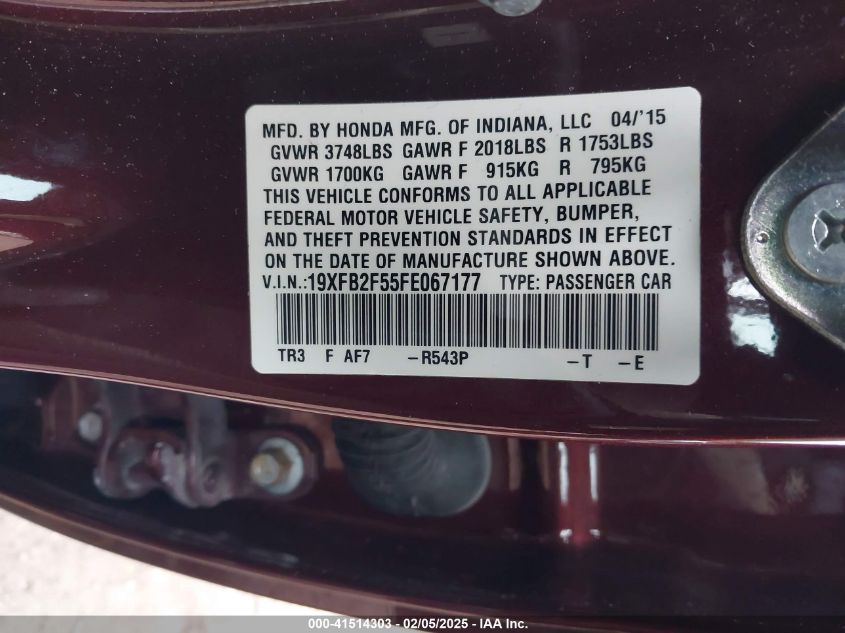 MFD. BY HONDA MFG. OF INDIANA, LLC 04/'15
GVWR 3748LBS GAWR F 2018LBS R 1753LBS
GVWR 1700KG GAWR F 915KG R 795KG
THIS VEHICLE CONFORMS TO ALL APPLICABLE
FEDERAL MOTOR VEHICLE SAFETY, BUMPER,
AND THEFT PREVENTION STANDARDS IN EFFECT
ON THE DATE OF MANUFACTURE SHOWN ABOVE.
V.I.N.:19XFB2F55FE067177 TYPE: PASSENGER CAR
TR3 F AF7 –R543P –T –E
000-41514303 - 02/05/2025 - IAA Inc.